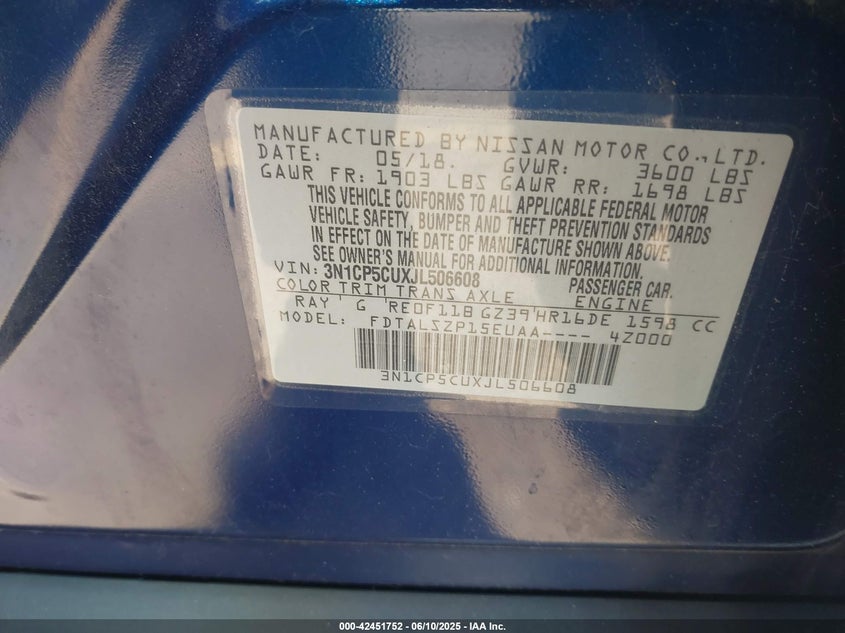 MANUFACTURED BY NISSAN MOTOR CO.,LTD.
DATE: 05/18. GVWR: 3600 LBS
GAWR FR: 1903 LBS GAWR RR: 1698 LBS
THIS VEHICLE CONFORMS TO ALL APPLICABLE FEDERAL MOTOR
VEHICLE SAFETY, BUMPER AND THEFT PREVENTION STANDARDS
IN EFFECT ON THE DATE OF MANUFACTURE SHOWN ABOVE.
SEE OWNER'S MANUAL FOR ADDITIONAL INFORMATION.
VIN: 3N1CP5CUXJL506608 PASSENGER CAR.
COLOR TRIM TRANS AXLE ENGINE
RAY ' G ' RE0F11B GZ39 ' HR16DE 1598 CC
MODEL: FDTALSZP15EUAA---- 4Z000
3N1CP5CUXJL506608
000-42451752 - 06/10/2025 - IAA Inc.